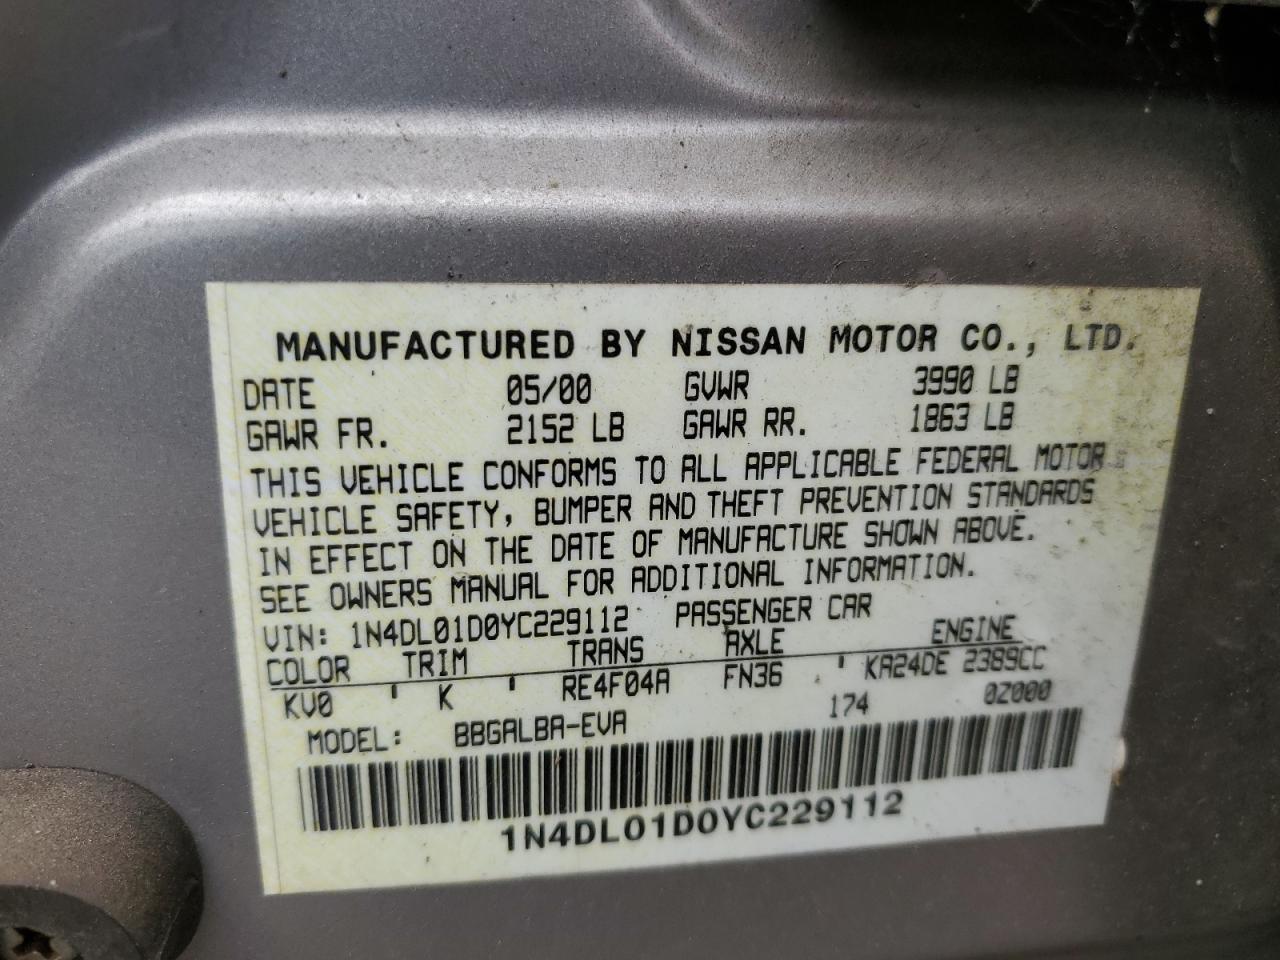 MANUFACTURED BY NISSAN MOTOR CO., LTD.
DATE 05/00 GVWR 3990 LB
GAWR FR. 2152 LB GAWR RR. 1863 LB
THIS VEHICLE CONFORMS TO ALL APPLICABLE FEDERAL MOTOR
VEHICLE SAFETY, BUMPER AND THEFT PREVENTION STANDARDS
IN EFFECT ON THE DATE OF MANUFACTURE SHOWN ABOVE.
SEE OWNERS MANUAL FOR ADDITIONAL INFORMATION.
VIN: 1N4DL01D0YC229112 PASSENGER CAR
COLOR TRIM TRANS AXLE ENGINE
KV0 ' K ' RE4F04A FN36 ' KA24DE 2389CC
MODEL: BBGALBA-EVA 174 0Z000
1N4DL01D0YC229112